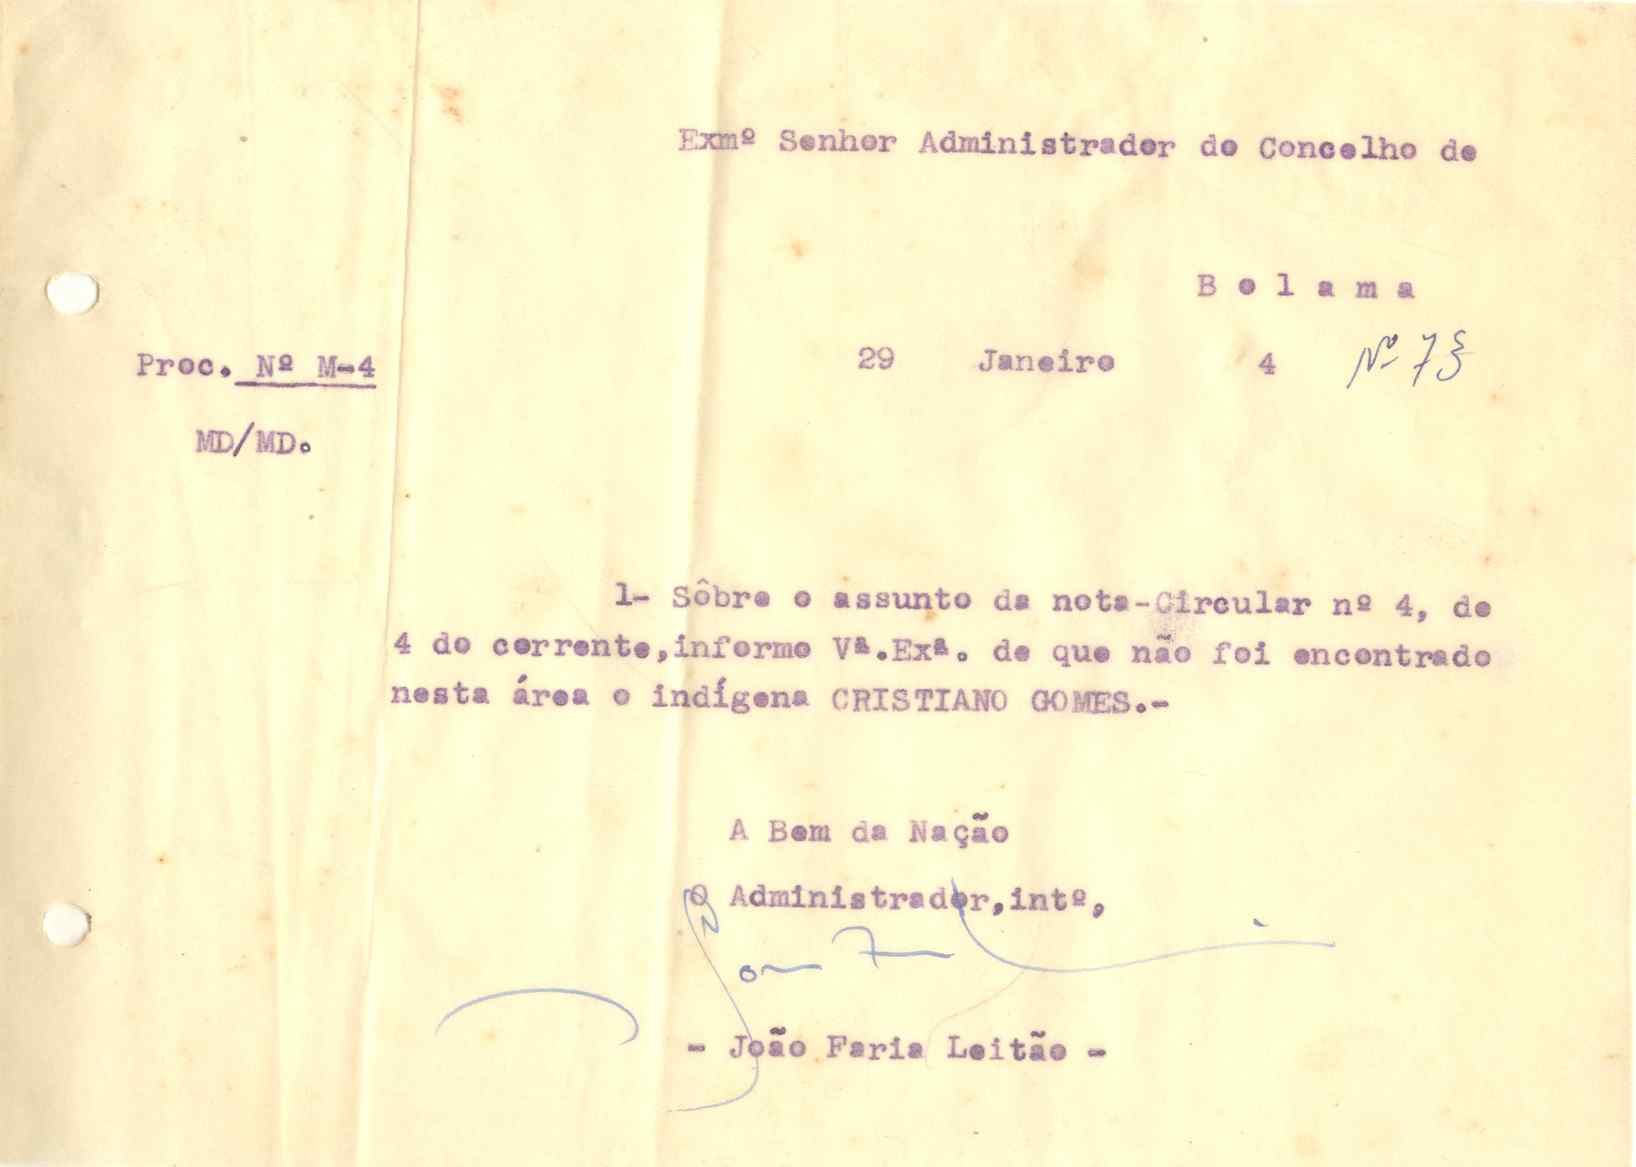 Exmº Senhor Administrador do Concelho de
B o l a m a
Proc. Nº M-4
29 Janeiro 4 Nº 73
MD/MD.
1- Sôbre o assunto da nota-Circular nº 4, de
4 do corrente,informo Vª.Exª. de que não foi encontrado
nesta área o indígena CRISTIANO GOMES.-
A Bem da Nação
O Administrador,intº,
- João Faria Leitão -